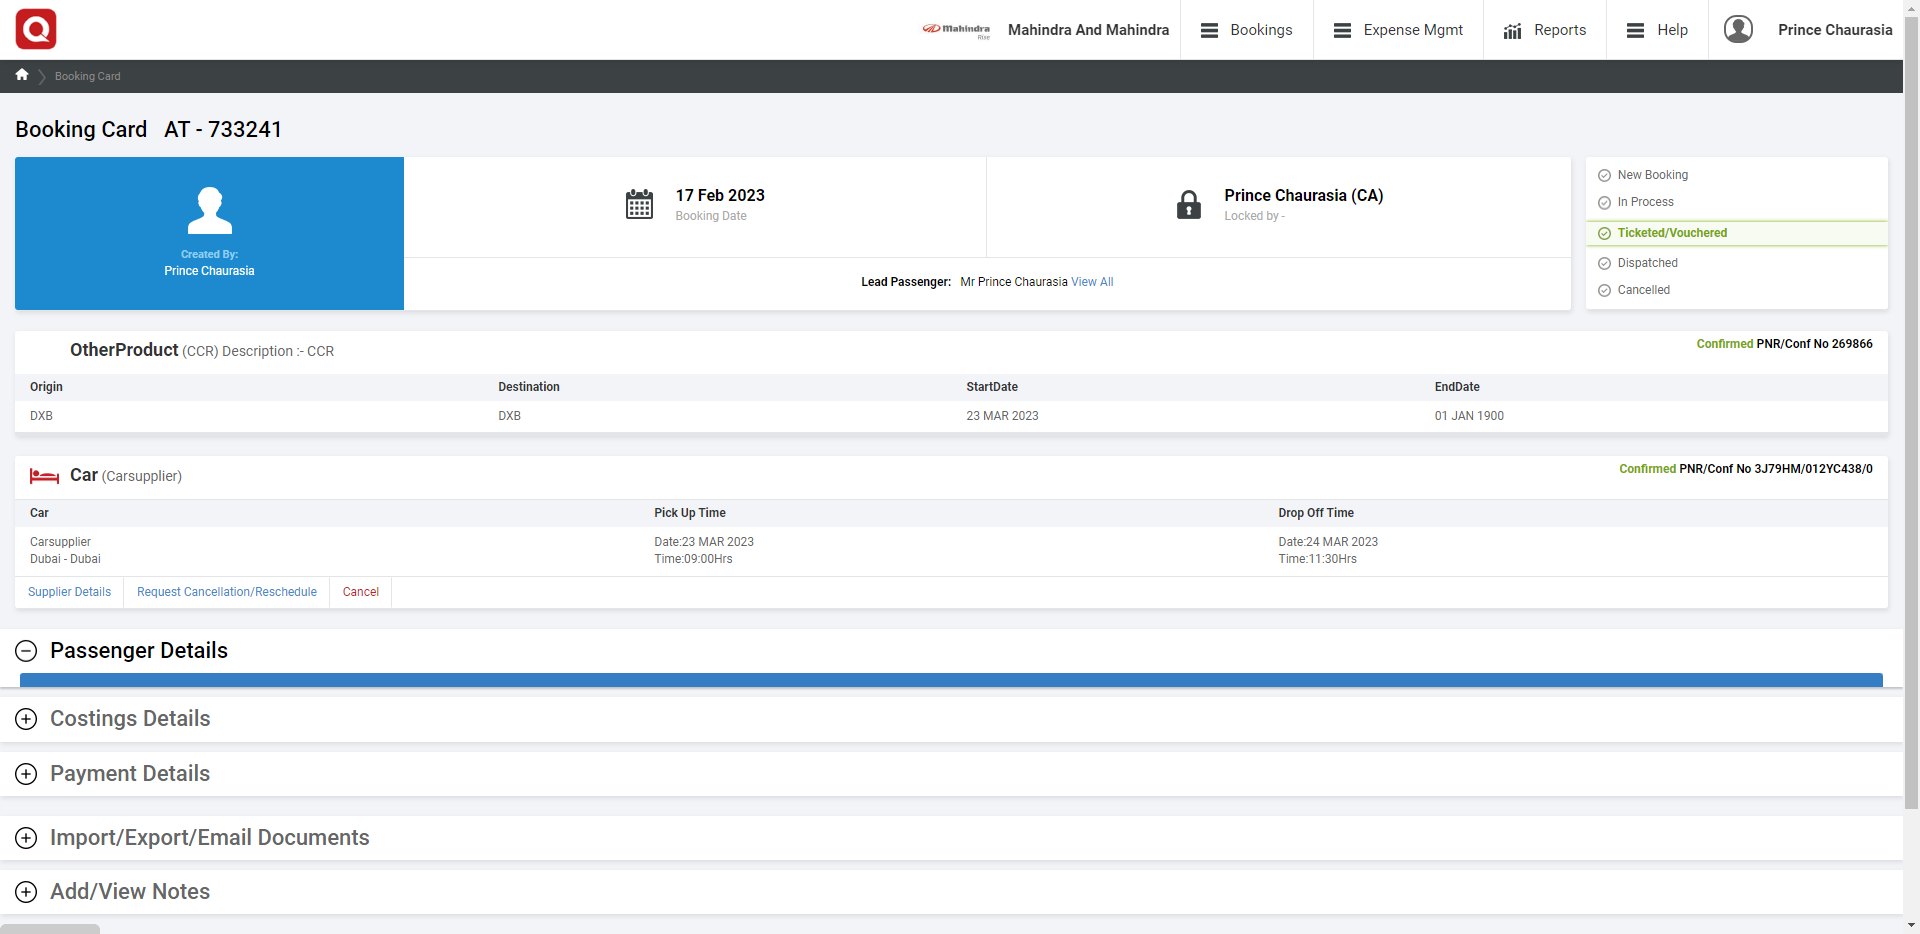 Mahindra
Rise
Mahindra And Mahindra
Bookings
Expense Mgmt
Reports
Help
Prince Chaurasia
Booking Card
Booking Card AT - 733241
Created By:
Prince Chaurasia
17 Feb 2023
Booking Date
Prince Chaurasia (CA)
Locked by -
Lead Passenger: Mr Prince Chaurasia View All
New Booking
In Process
Ticketed/Vouchered
Dispatched
Cancelled
OtherProduct (CCR) Description :- CCR
Confirmed PNR/Conf No 269866
Origin Destination StartDate EndDate
DXB DXB 23 MAR 2023 01 JAN 1900
Car (Carsupplier)
Confirmed PNR/Conf No 3J79HM/012YC438/0
Car Pick Up Time Drop Off Time
Carsupplier Date:23 MAR 2023 Date:24 MAR 2023
Dubai - Dubai Time:09:00Hrs Time:11:30Hrs
Supplier Details Request Cancellation/Reschedule Cancel
Passenger Details
Costings Details
Payment Details
Import/Export/Email Documents
Add/View Notes